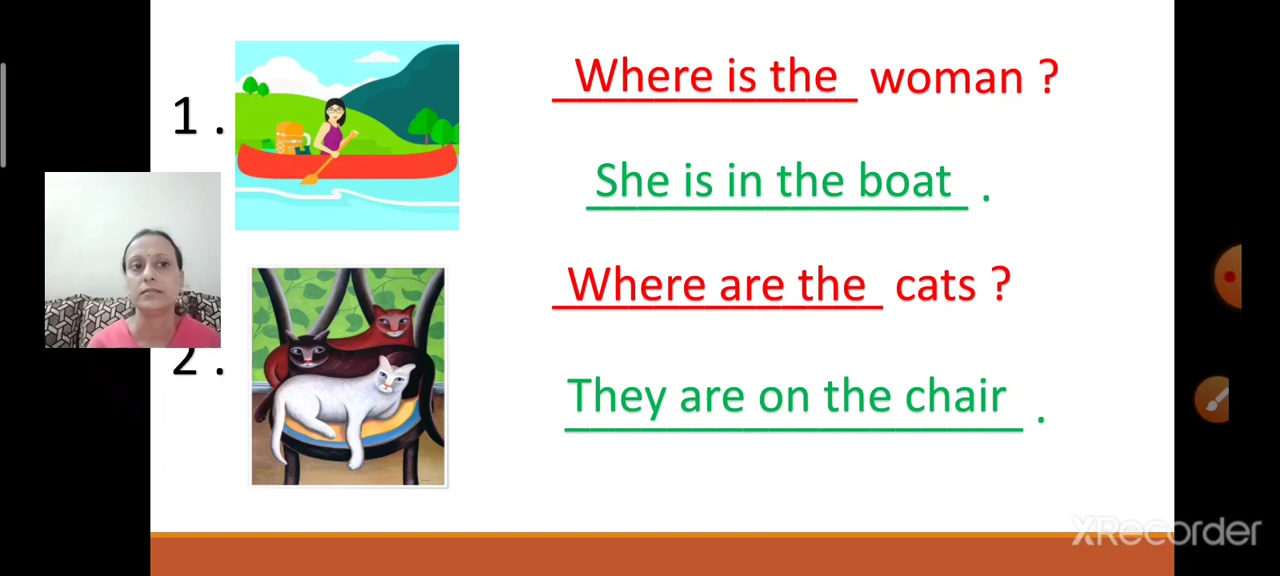 1 .
Where is the woman ?
She is in the boat .
2 .
Where are the cats ?
They are on the chair .
XRecorder